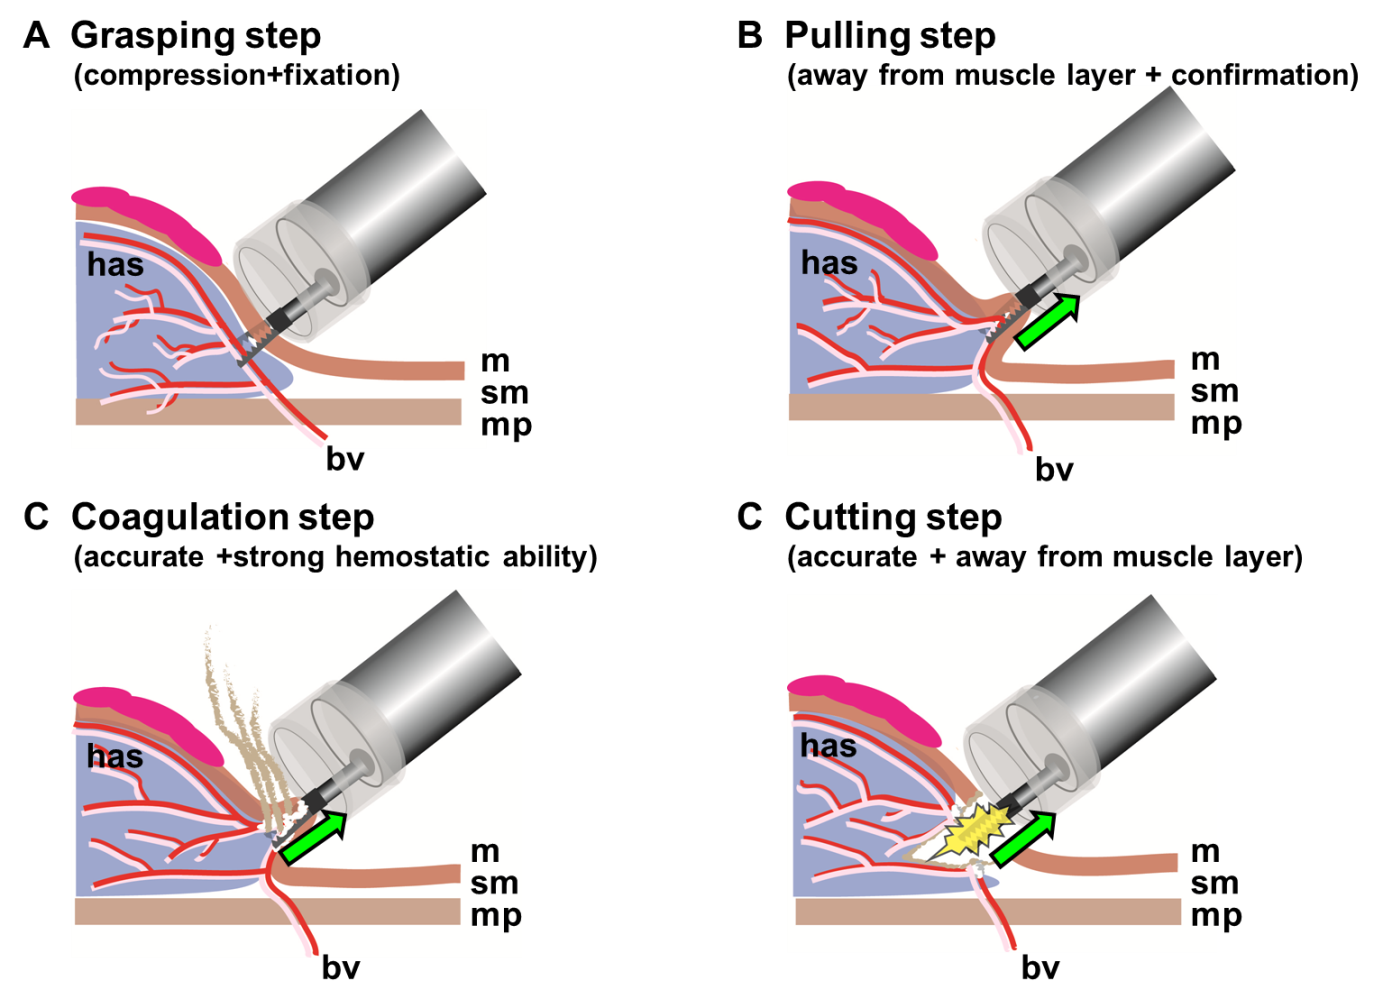 A Grasping step
(compression+fixation)
has
m
sm
mp
bv
B Pulling step
(away from muscle layer + confirmation)
has
m
sm
mp
bv
C Coagulation step
(accurate +strong hemostatic ability)
has
m
sm
mp
bv
C Cutting step
(accurate + away from muscle layer)
has
m
sm
mp
bv